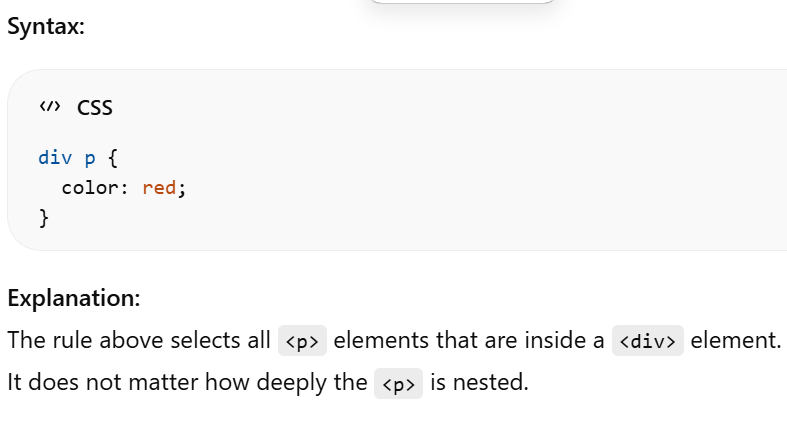 Syntax:
</> CSS
div p {
  color: red;
}
Explanation:
The rule above selects all <p> elements that are inside a <div> element.
It does not matter how deeply the <p> is nested.